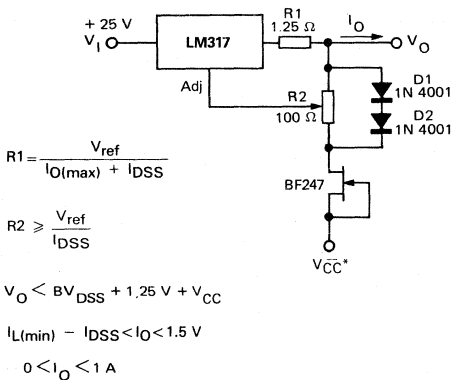 + 25 V
V_I
LM317
Adj
R1
1.25 Ω
I_O
V_O
R2
100 Ω
D1
1N 4001
D2
1N 4001
BF247
V_CC*
R1 = V_ref / I_O(max) + I_DSS
R2 ⩾ V_ref / I_DSS
V_O < BV_DSS + 1,25 V + V_CC
I_L(min) − I_DSS < I_O < 1.5 V
0 < I_O < 1 A